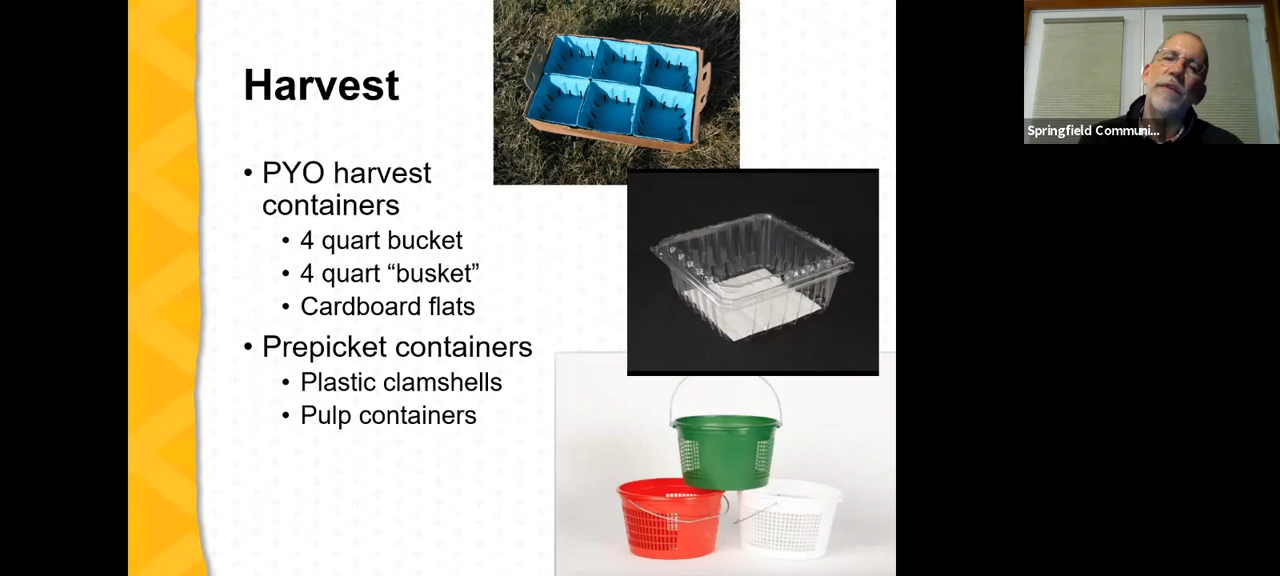 Harvest
• PYO harvest
containers
• 4 quart bucket
• 4 quart “busket”
• Cardboard flats
• Prepicket containers
• Plastic clamshells
• Pulp containers
Springfield Communi...